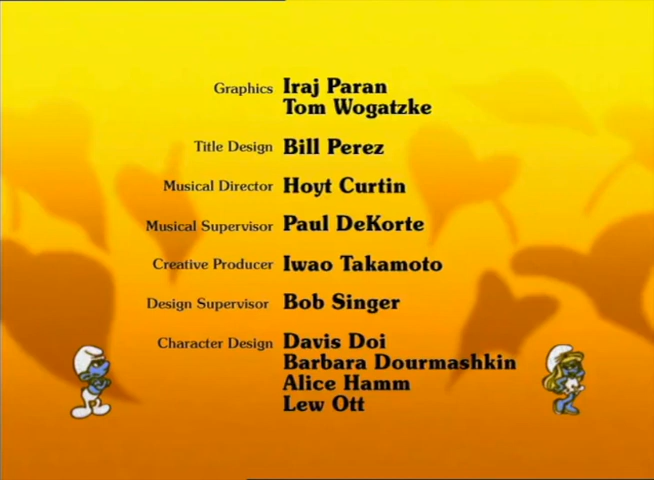 Graphics Iraj Paran
Tom Wogatzke
Title Design Bill Perez
Musical Director Hoyt Curtin
Musical Supervisor Paul DeKorte
Creative Producer Iwao Takamoto
Design Supervisor Bob Singer
Character Design Davis Doi
Barbara Dourmashkin
Alice Hamm
Lew Ott